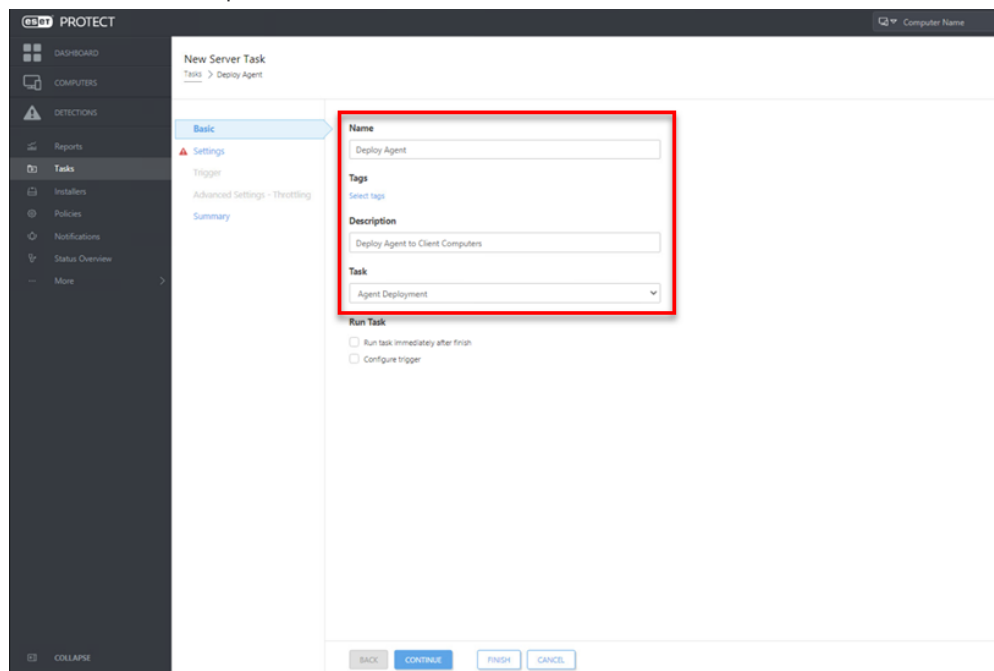 eset PROTECT
Computer Name
DASHBOARD
COMPUTERS
DETECTIONS
Reports
Tasks
Installers
Policies
Notifications
Status Overview
More
COLLAPSE
New Server Task
Tasks > Deploy Agent
Basic
Settings
Trigger
Advanced Settings - Throttling
Summary
Name
Deploy Agent
Tags
Select tags
Description
Deploy Agent to Client Computers
Task
Agent Deployment
Run Task
Run task immediately after finish
Configure trigger
BACK CONTINUE FINISH CANCEL